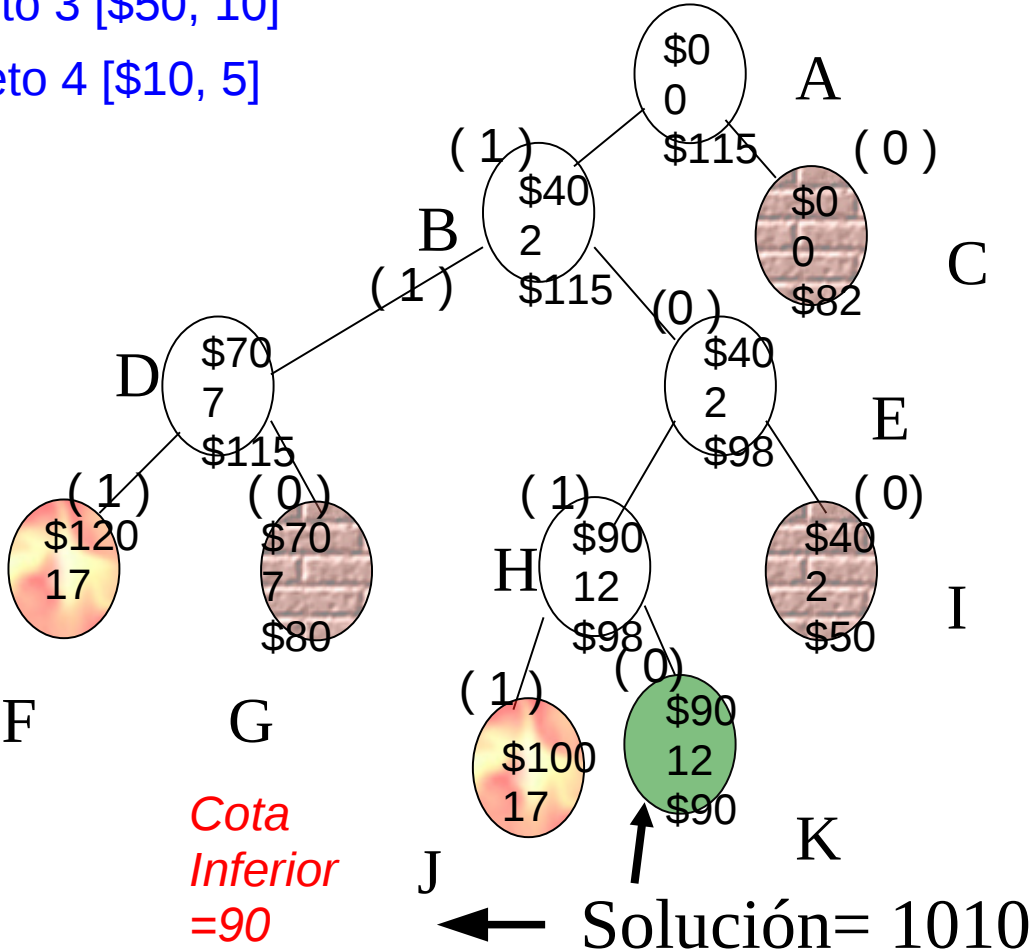 to 3 [$50, 10]
eto 4 [$10, 5]
$0
0
$115
A
( 1 )
( 0 )
$40
2
$115
B
$0
0
$82
C
( 1 )
(0 )
$70
7
$115
D
$40
2
$98
E
( 1 )
( 0 )
( 1)
( 0)
$120
17
$70
7
$80
$90
12
$98
H
$40
2
$50
I
F
G
( 1 )
( 0)
$100
17
$90
12
$90
J
K
Cota
Inferior
=90
Solución= 1010